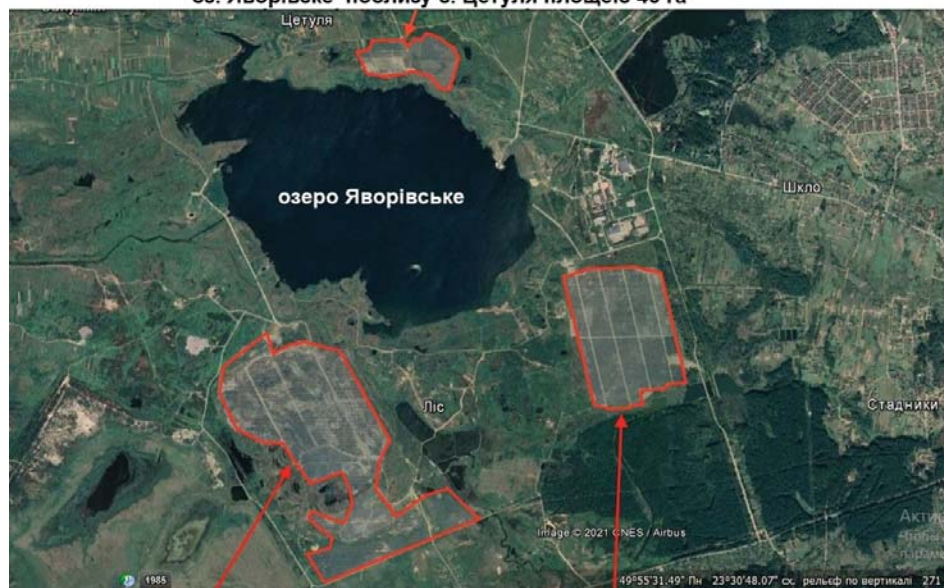 оз. Яворівське поблизу с. Цетуля площею 40 га
Цетуля
озеро Яворівське
Шкло
Ліс
Стадники
Image © 2021 CNES / Airbus
1985
49°55'31.49" Пн 23°30'48.07" сх. рельєф по вертикалі 271